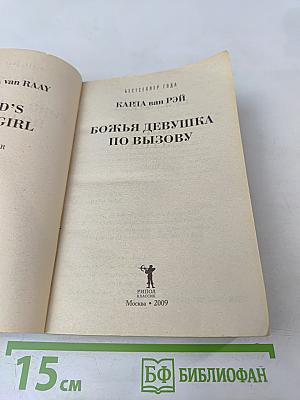 van RAAY
D'S
GIRL
БЕСТСЕЛЛЕР ГОДА
КАРЛА ван РЭЙ
БОЖЬЯ ДЕВУШКА
ПО ВЫЗОВУ
РИПОЛ
КЛАССИК
Москва • 2009
15 см
БФ БИБЛИОФАН